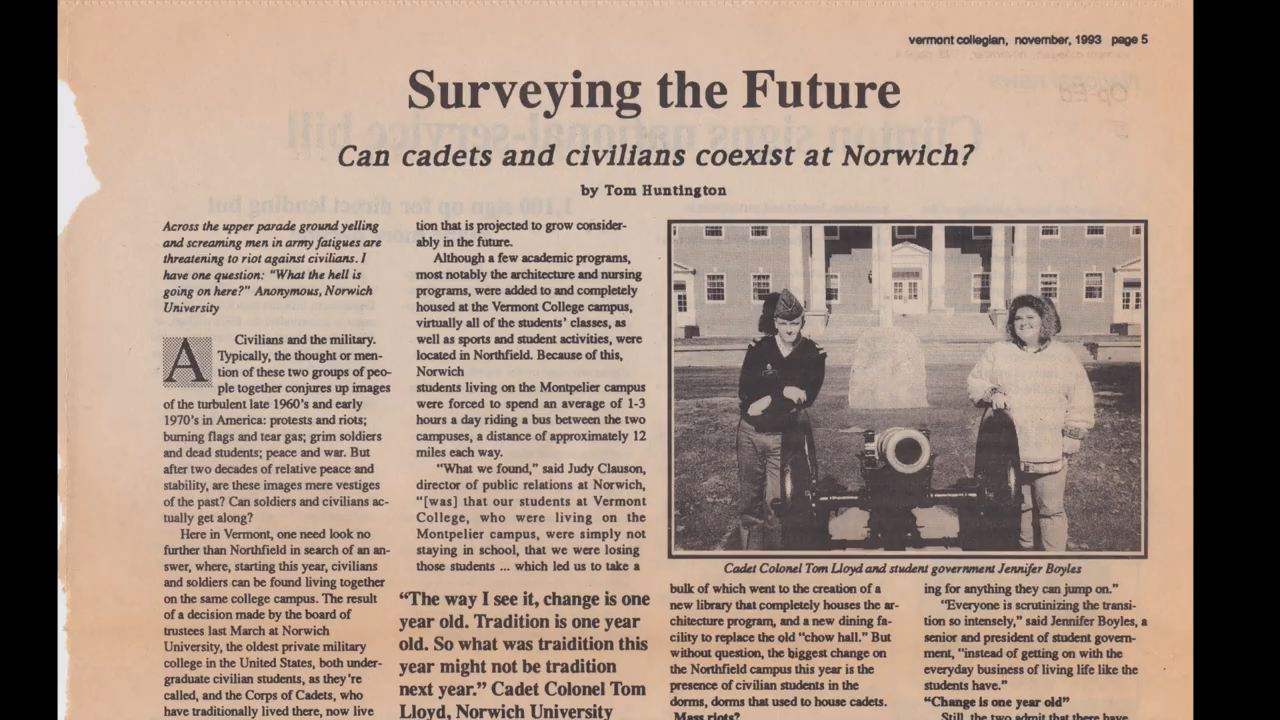 vermont collegian, november, 1993 page 5
Surveying the Future
Can cadets and civilians coexist at Norwich?
by Tom Huntington
Across the upper parade ground yelling
and screaming men in army fatigues are
threatening to riot against civilians. I
have one question: “What the hell is
going on here?” Anonymous, Norwich
University
A Civilians and the military.
Typically, the thought or men-
tion of these two groups of peo-
ple together conjures up images
of the turbulent late 1960’s and early
1970’s in America: protests and riots;
burning flags and tear gas; grim soldiers
and dead students; peace and war. But
after two decades of relative peace and
stability, are these images mere vestiges
of the past? Can soldiers and civilians ac-
tually get along?
Here in Vermont, one need look no
further than Northfield in search of an an-
swer, where, starting this year, civilians
and soldiers can be found living together
on the same college campus. The result
of a decision made by the board of
trustees last March at Norwich
University, the oldest private military
college in the United States, both under-
graduate civilian students, as they’re
called, and the Corps of Cadets, who
have traditionally lived there, now live
tion that is projected to grow consider-
ably in the future.
Although a few academic programs,
most notably the architecture and nursing
programs, were added to and completely
housed at the Vermont College campus,
virtually all of the students’ classes, as
well as sports and student activities, were
located in Northfield. Because of this,
Norwich
students living on the Montpelier campus
were forced to spend an average of 1-3
hours a day riding a bus between the two
campuses, a distance of approximately 12
miles each way.
“What we found,” said Judy Clauson,
director of public relations at Norwich,
“[was] that our students at Vermont
College, who were living on the
Montpelier campus, were simply not
staying in school, that we were losing
those students ... which led us to take a
“The way I see it, change is one
year old. Tradition is one year
old. So what was traidition this
year might not be tradition
next year.” Cadet Colonel Tom
Lloyd, Norwich University
Cadet Colonel Tom Lloyd and student government Jennifer Boyles
bulk of which went to the creation of a
new library that completely houses the ar-
chitecture program, and a new dining fa-
cility to replace the old “chow hall.” But
without question, the biggest change on
the Northfield campus this year is the
presence of civilian students in the
dorms, dorms that used to house cadets.
Mass riots?
ing for anything they can jump on.”
“Everyone is scrutinizing the transi-
tion so intensely,” said Jennifer Boyles, a
senior and president of student govern-
ment, “instead of getting on with the
everyday business of living life like the
students have.”
“Change is one year old”
Still, the two admit that there have